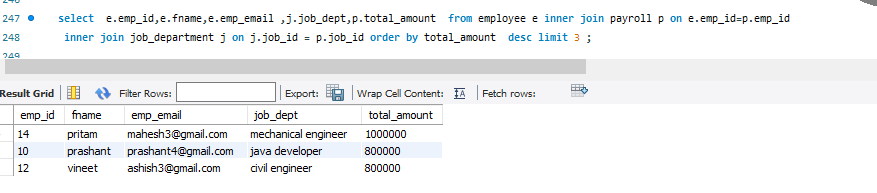 246
247 select e.emp_id,e.fname,e.emp_email ,j.job_dept,p.total_amount from employee e inner join payroll p on e.emp_id=p.emp_id
248 inner join job_department j on j.job_id = p.job_id order by total_amount desc limit 3 ;
249
Result Grid Filter Rows: Export: Wrap Cell Content: Fetch rows:
emp_id fname emp_email job_dept total_amount
14 pritam mahesh3@gmail.com mechanical engineer 1000000
10 prashant prashant4@gmail.com java developer 800000
12 vineet ashish3@gmail.com civil engineer 800000